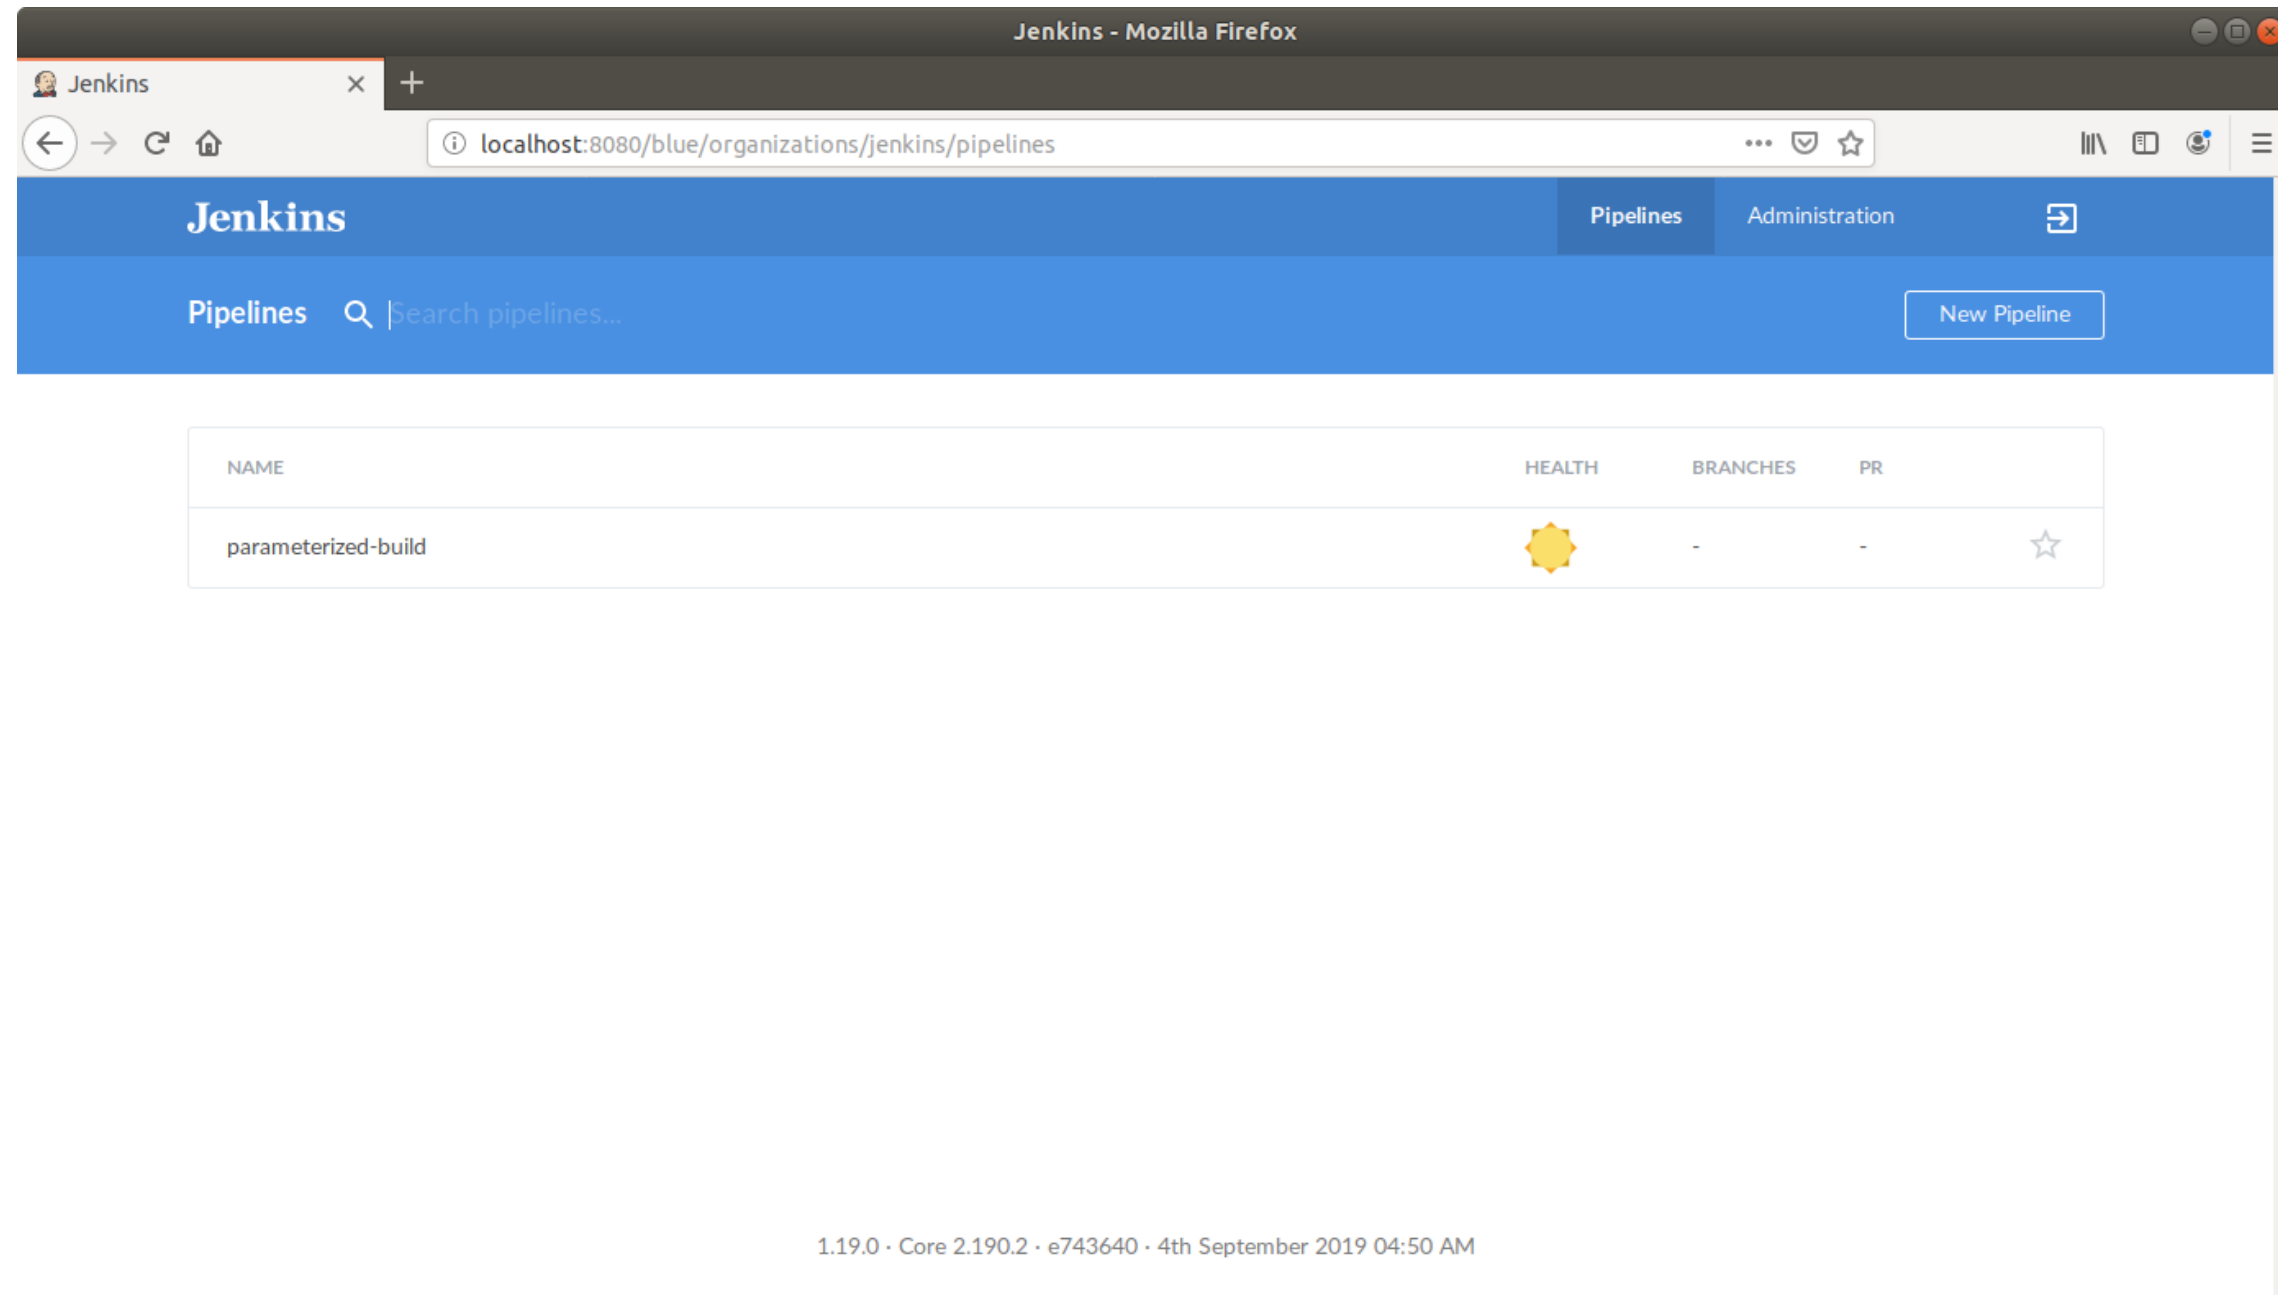 Jenkins - Mozilla Firefox
Jenkins
localhost:8080/blue/organizations/jenkins/pipelines
Jenkins
Pipelines
Administration
Pipelines
Search pipelines...
New Pipeline
NAME HEALTH BRANCHES PR
parameterized-build - -
1.19.0 · Core 2.190.2 · e743640 · 4th September 2019 04:50 AM